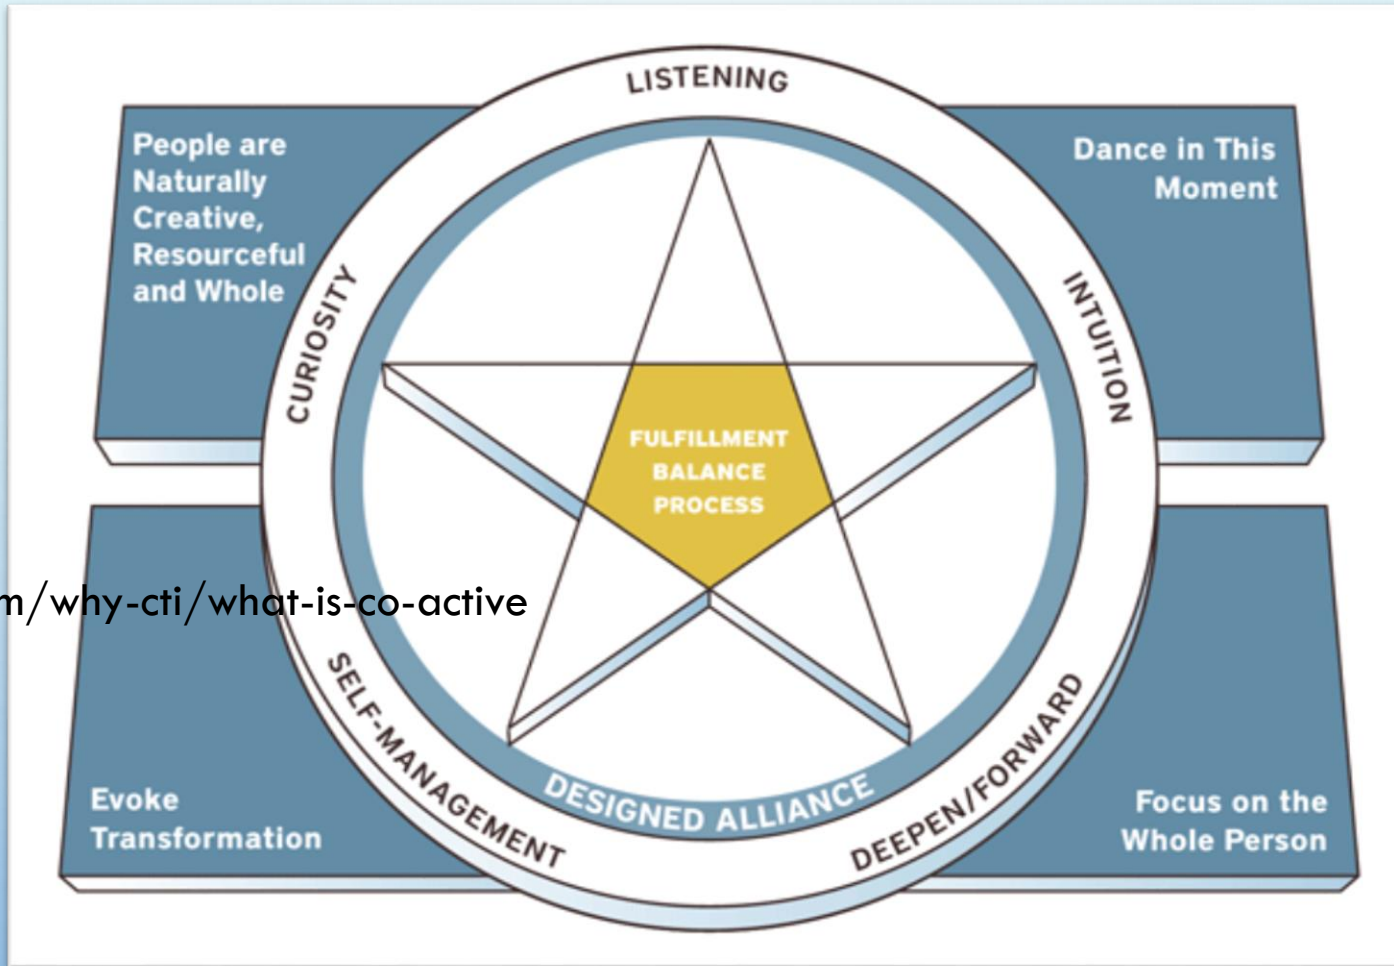 LISTENING
People are
Naturally
Creative,
Resourceful
and Whole
Dance in This
Moment
CURIOSITY
INTUITION
FULFILLMENT
BALANCE
PROCESS
m/why-cti/what-is-co-active
SELF-MANAGEMENT
DESIGNED ALLIANCE
DEEPEN/FORWARD
Evoke
Transformation
Focus on the
Whole Person